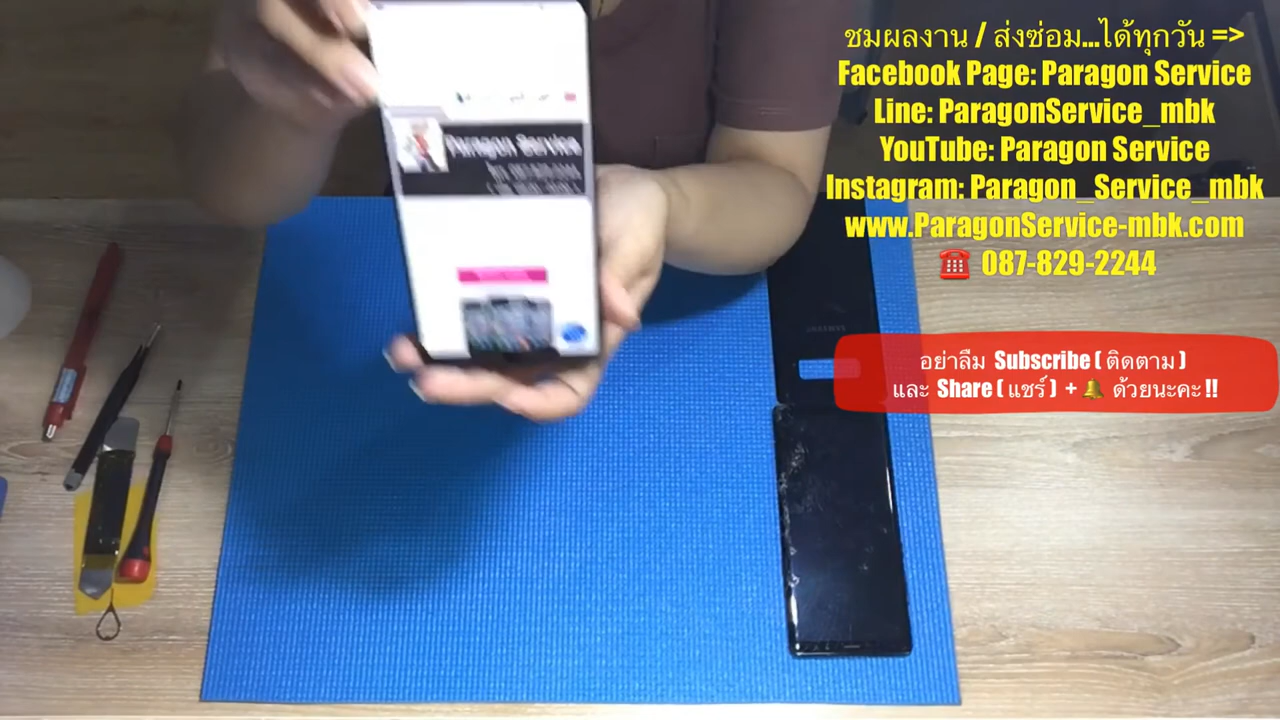 ชมผลงาน / ส่งซ่อม...ได้ทุกวัน =>
Facebook Page: Paragon Service
Line: ParagonService_mbk
YouTube: Paragon Service
Instagram: Paragon_Service_mbk
www.ParagonService-mbk.com
☎️ 087-829-2244
อย่าลืม Subscribe ( ติดตาม )
และ Share ( แชร์ ) + 🔔 ด้วยนะคะ !!
Paragon Service
SAMSUNG